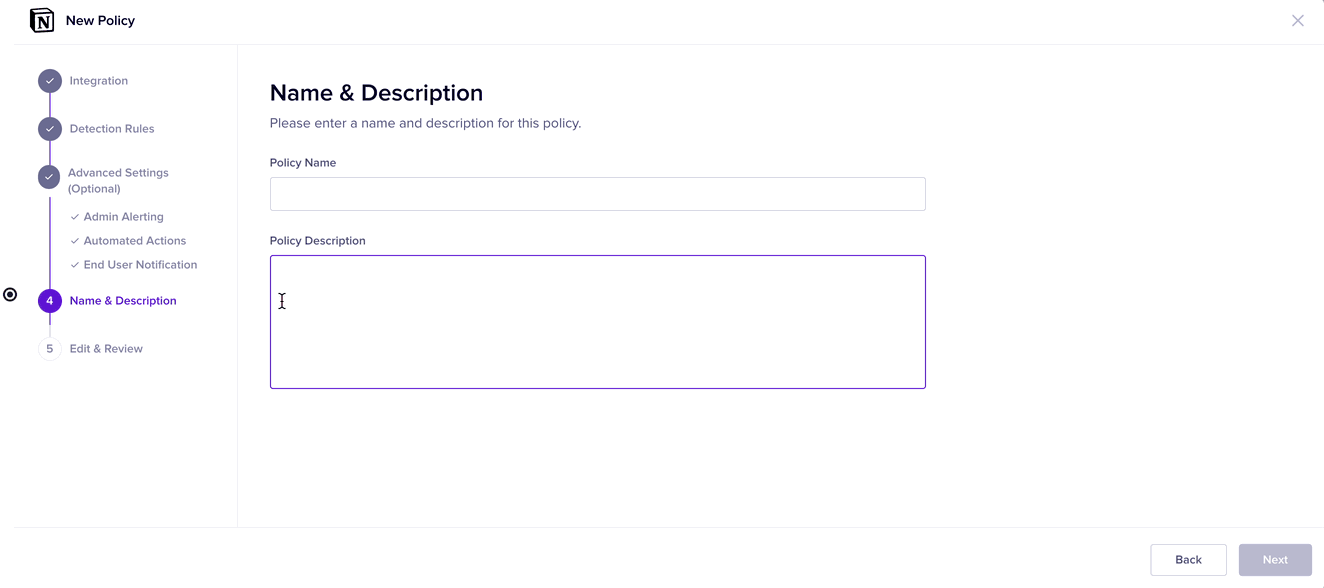 N New Policy
Integration
Detection Rules
Advanced Settings
(Optional)
Admin Alerting
Automated Actions
End User Notification
4 Name & Description
5 Edit & Review
Name & Description
Please enter a name and description for this policy.
Policy Name
Policy Description
Back
Next